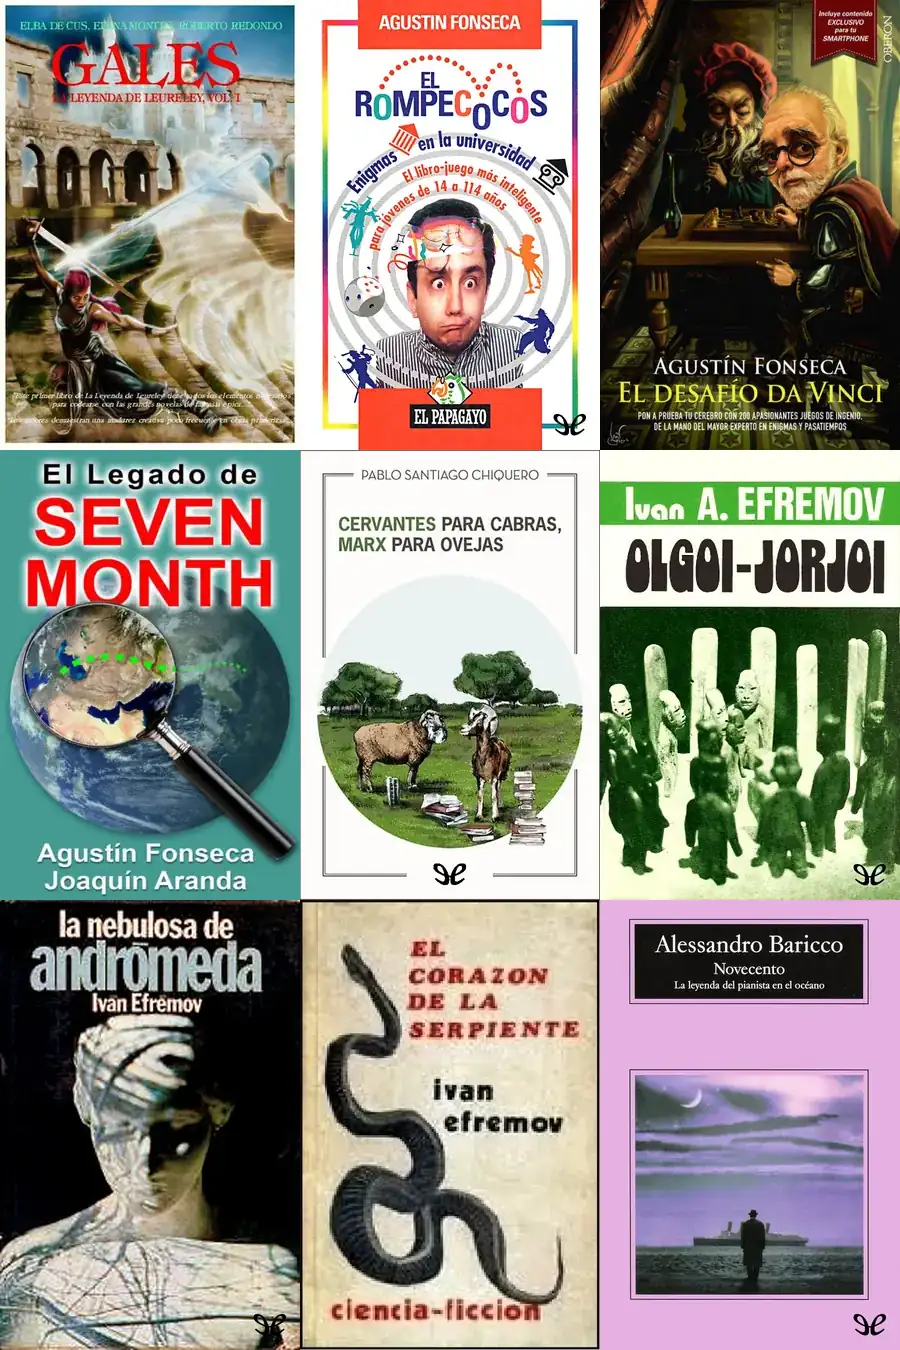 ELBA DE CUS, EDUNA MONTES, ROBERTO REDONDO
GALES
LA LEYENDA DE LEURELEY, VOL. I
AGUSTIN FONSECA
EL
ROMPECOCOS
Enigmas en la universidad
El libro-juego más inteligente
para jóvenes de 14 a 114 años
EL PAPAGAYO
Incluye contenido
EXCLUSIVO
para tu
SMARTPHONE
OBERON
AGUSTÍN FONSECA
EL DESAFÍO DA VINCI
PON A PRUEBA TU CEREBRO CON 200 APASIONANTES JUEGOS DE INGENIO,
DE LA MANO DEL MAYOR EXPERTO EN ENIGMAS Y PASATIEMPOS
El Legado de
SEVEN
MONTH
Agustín Fonseca
Joaquín Aranda
PABLO SANTIAGO CHIQUERO
CERVANTES PARA CABRAS,
MARX PARA OVEJAS
Ivan A. EFREMOV
OLGOI-JORJOI
la nebulosa de
andrómeda
Iván Efremov
EL
CORAZON
DE LA
SERPIENTE
ivan
efremov
ciencia-ficcion
Alessandro Baricco
Novecento
La leyenda del pianista en el océano